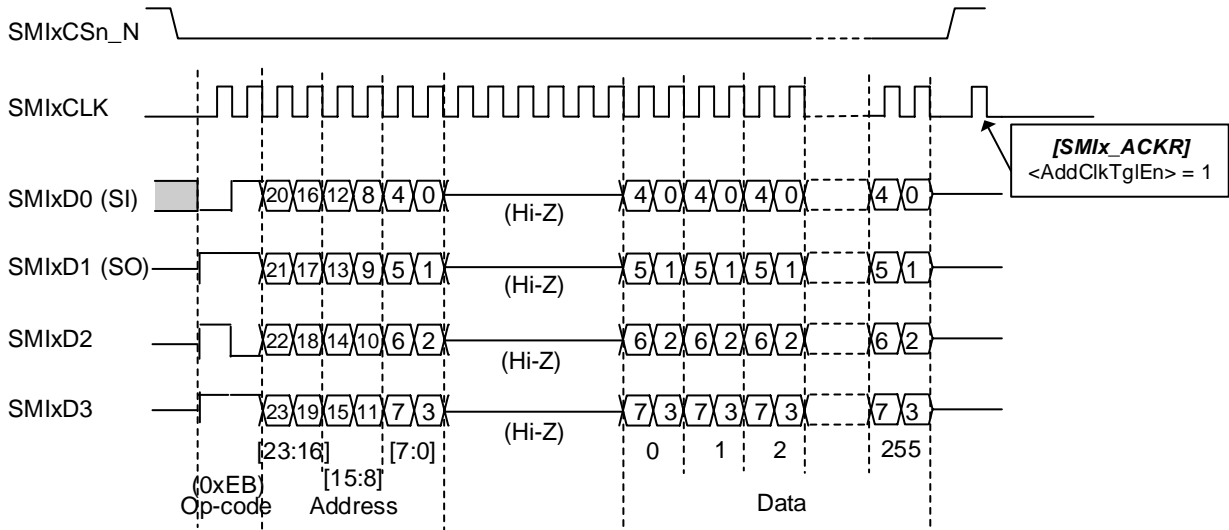 SMIxCSn_N
SMIxCLK
[SMIx_ACKR]
<AddClkTglEn> = 1
SMIxD0 (SI) 20 16 12 8 4 0 (Hi-Z) 4 0 4 0 4 0 4 0
SMIxD1 (SO) 21 17 13 9 5 1 (Hi-Z) 5 1 5 1 5 1 5 1
SMIxD2 22 18 14 10 6 2 (Hi-Z) 6 2 6 2 6 2 6 2
SMIxD3 23 19 15 11 7 3 (Hi-Z) 7 3 7 3 7 3 7 3
[23:16] [7:0] 0 1 2 255
(0xEB) [15:8]
Op-code Address Data